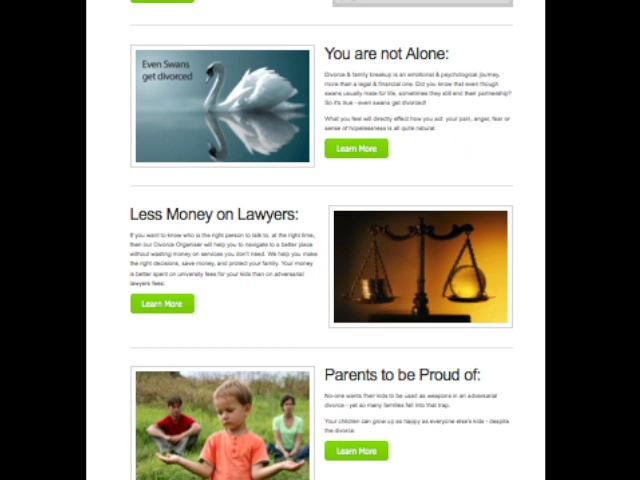 Even Swans
get divorced
You are not Alone:
Divorce & family breakup is an emotional & psychological journey,
more than a legal & financial one. Did you know that even though
swans usually mate for life, sometimes they still end their partnership?
So it's true - even swans get divorced!
What you feel will directly effect how you act: your pain, anger, fear or
sense of hopelessness is all quite natural
Learn More
Less Money on Lawyers:
If you want to know who is the right person to talk to, at the right time,
then our Divorce Organiser will help you to navigate to a better place
without wasting money on services you don't need. We help you make
the right decisions, save money, and protect your family. Your money
is better spent on university fees for your kids than on adversarial
lawyers fees:
Learn More
Parents to be Proud of:
No-one wants their kids to be used as weapons in an adversarial
divorce - yet so many families fall into that trap.
Your children can grow up as happy as everyone else's kids - despite
the divorce:
Learn More